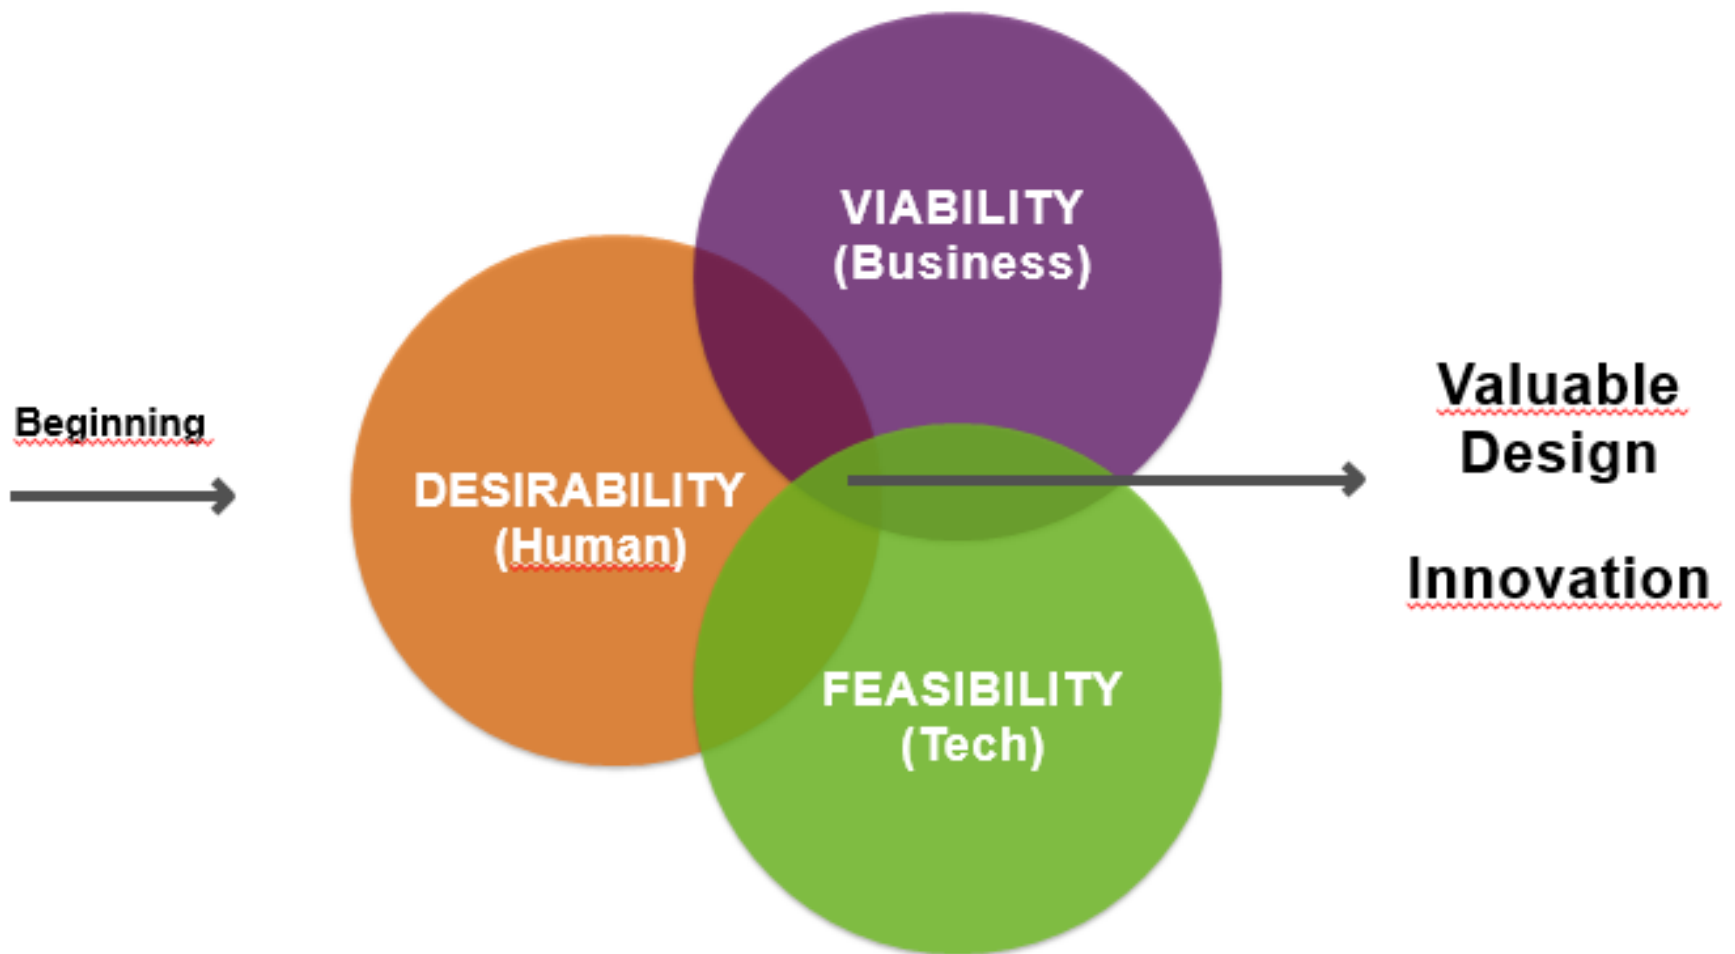 Beginning
DESIRABILITY
(Human)
VIABILITY
(Business)
FEASIBILITY
(Tech)
Valuable
Design
Innovation